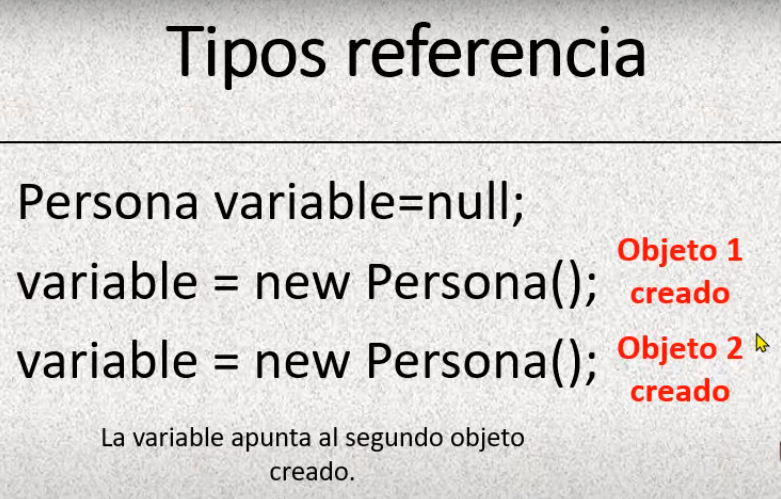 Tipos referencia
Persona variable=null;
variable = new Persona();
Objeto 1
creado
variable = new Persona();
Objeto 2
creado
La variable apunta al segundo objeto
creado.